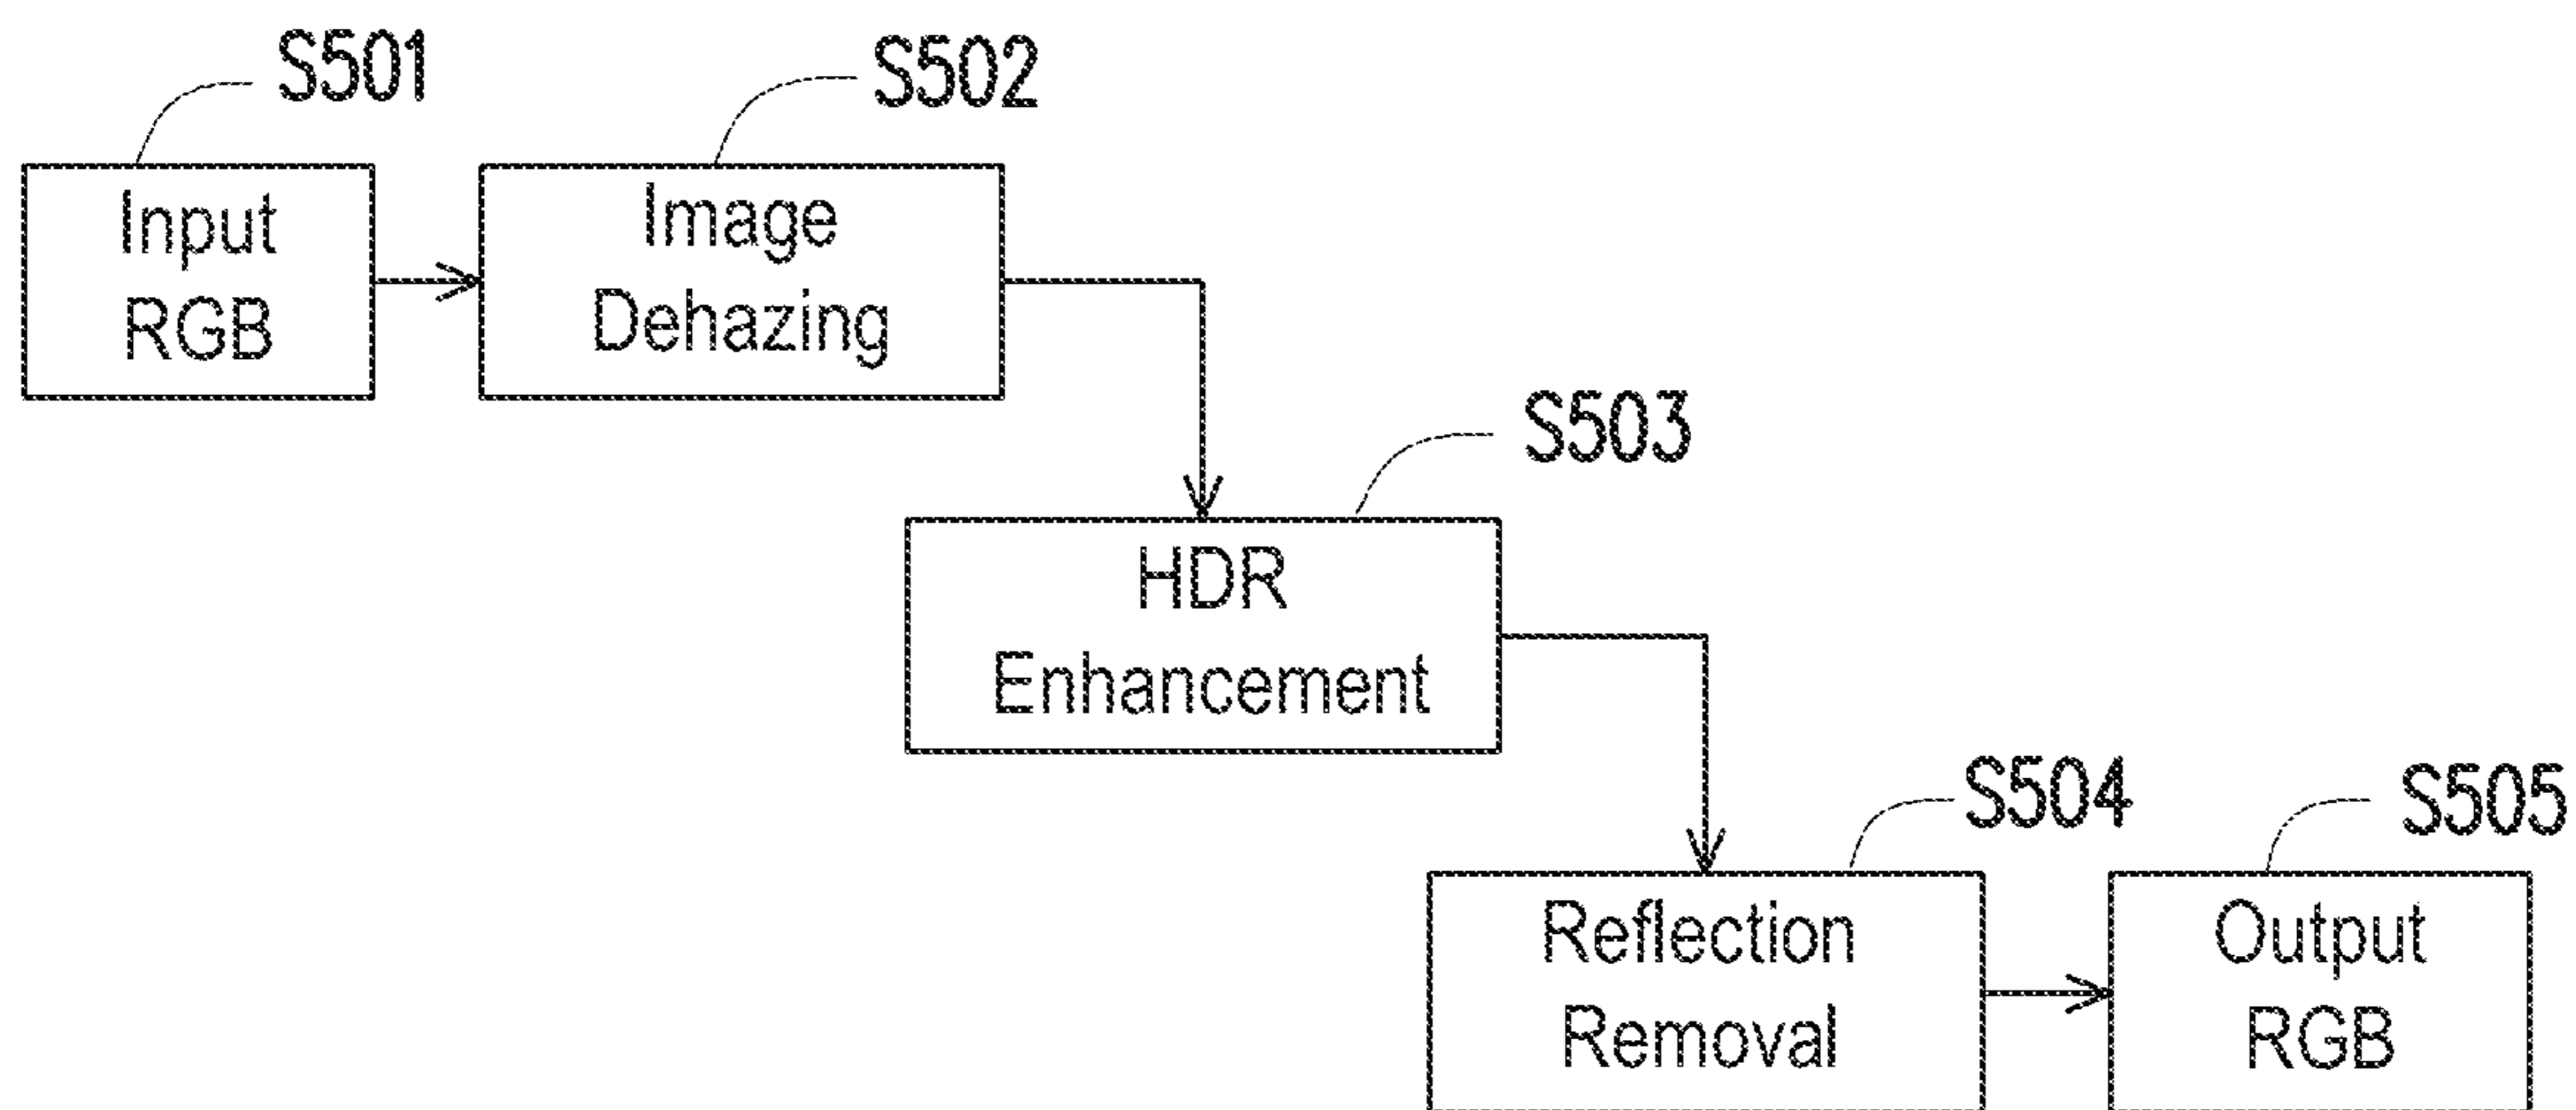 S501
Input
RGB
S502
Image
Dehazing
S503
HDR
Enhancement
S504
Reflection
Removal
S505
Output
RGB